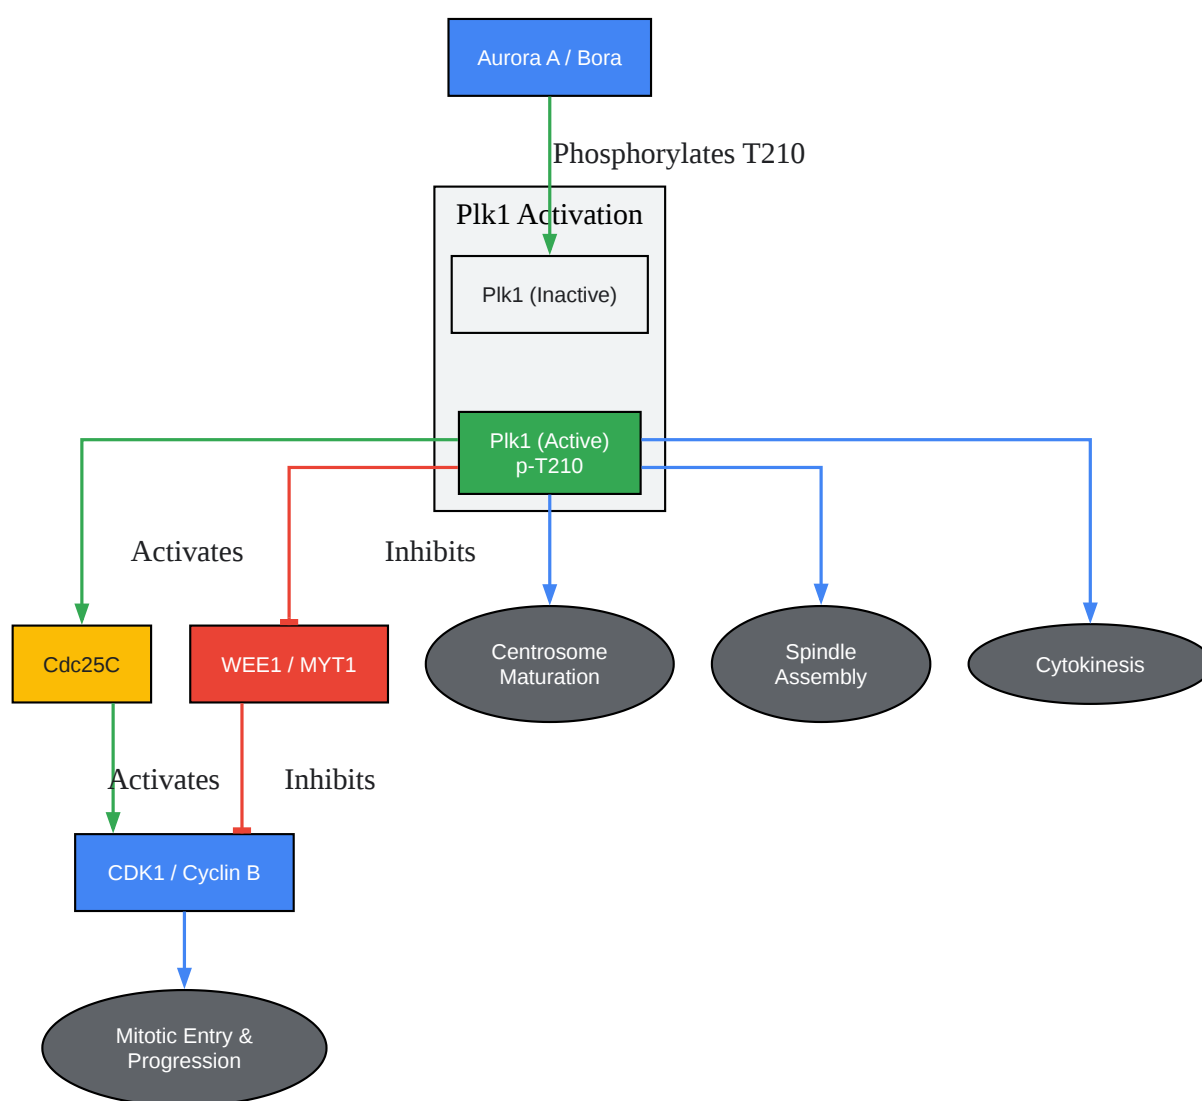 Aurora A / Bora
Phosphorylates T210
Plk1 Activation
Plk1 (Inactive)
Plk1 (Active)
p-T210
Activates
Inhibits
Cdc25C
WEE1 / MYT1
Centrosome
Maturation
Spindle
Assembly
Cytokinesis
Activates
Inhibits
CDK1 / Cyclin B
Mitotic Entry &
Progression